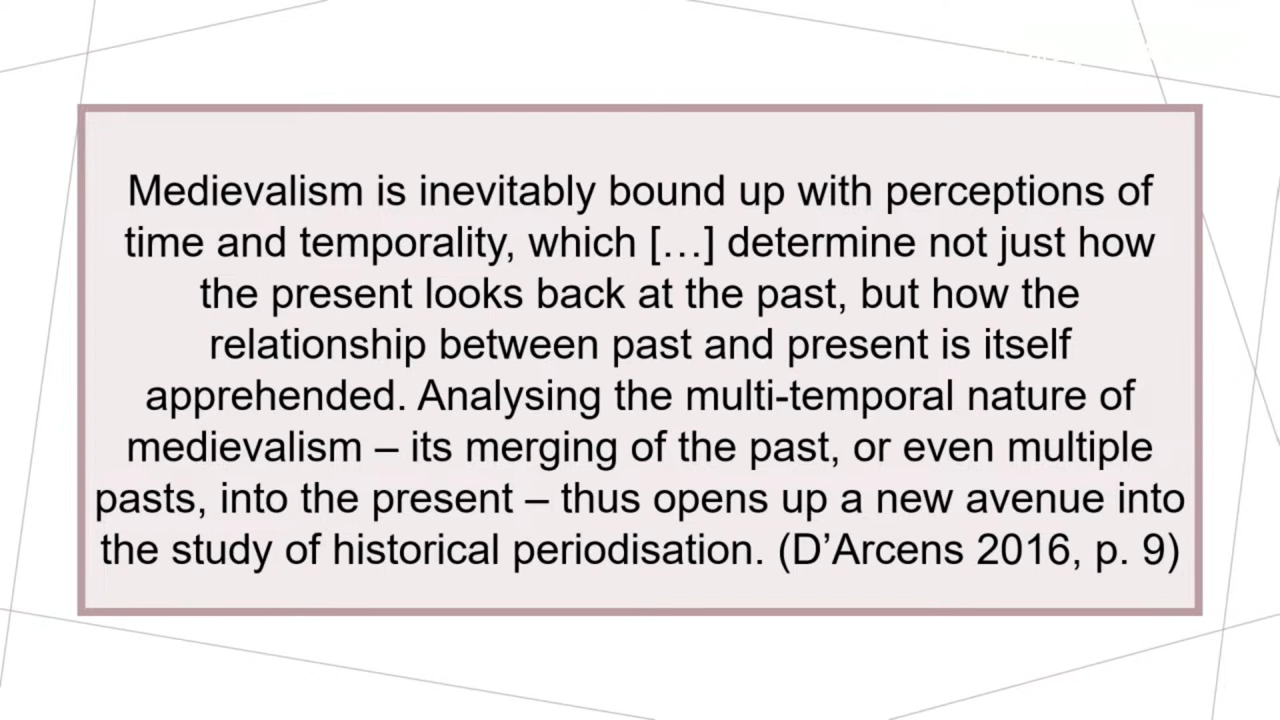 Medievalism is inevitably bound up with perceptions of
time and temporality, which […] determine not just how
the present looks back at the past, but how the
relationship between past and present is itself
apprehended. Analysing the multi-temporal nature of
medievalism – its merging of the past, or even multiple
pasts, into the present – thus opens up a new avenue into
the study of historical periodisation. (D’Arcens 2016, p. 9)